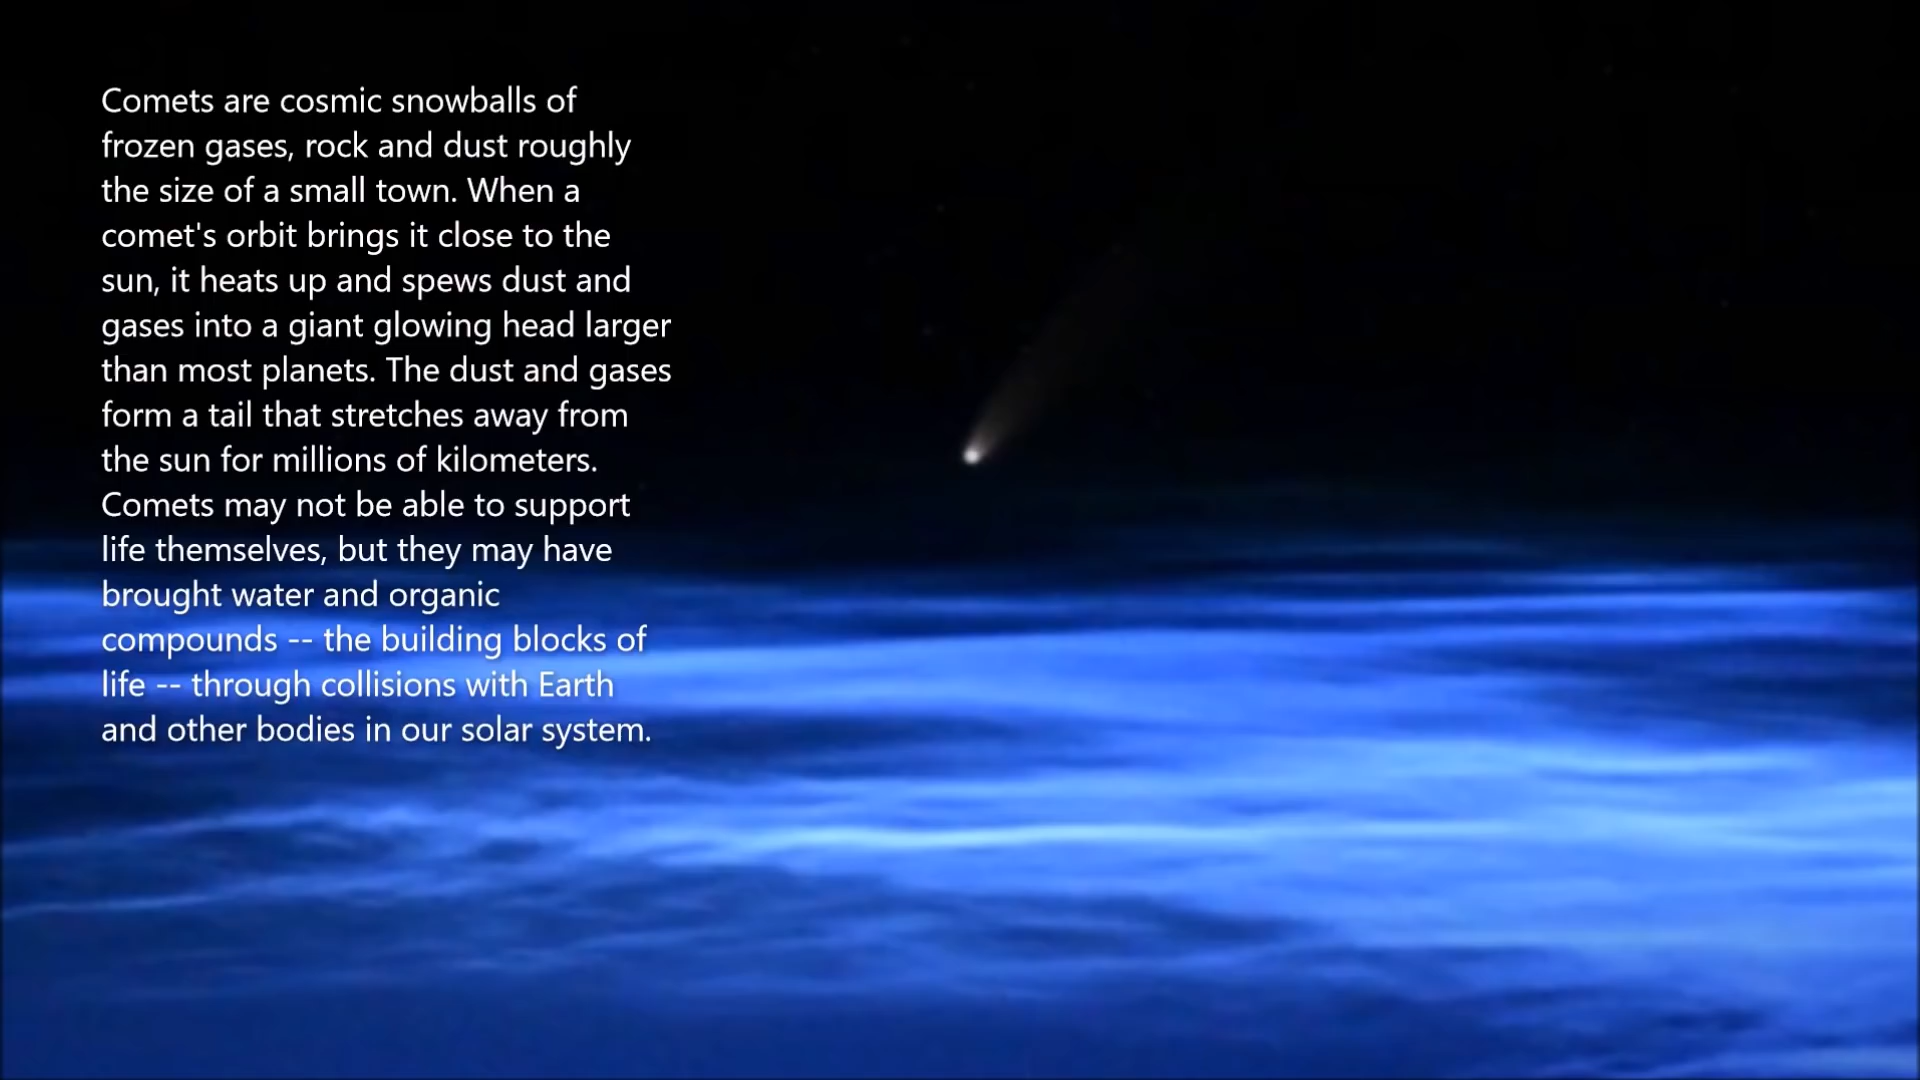 Comets are cosmic snowballs of
frozen gases, rock and dust roughly
the size of a small town. When a
comet's orbit brings it close to the
sun, it heats up and spews dust and
gases into a giant glowing head larger
than most planets. The dust and gases
form a tail that stretches away from
the sun for millions of kilometers.
Comets may not be able to support
life themselves, but they may have
brought water and organic
compounds -- the building blocks of
life -- through collisions with Earth
and other bodies in our solar system.